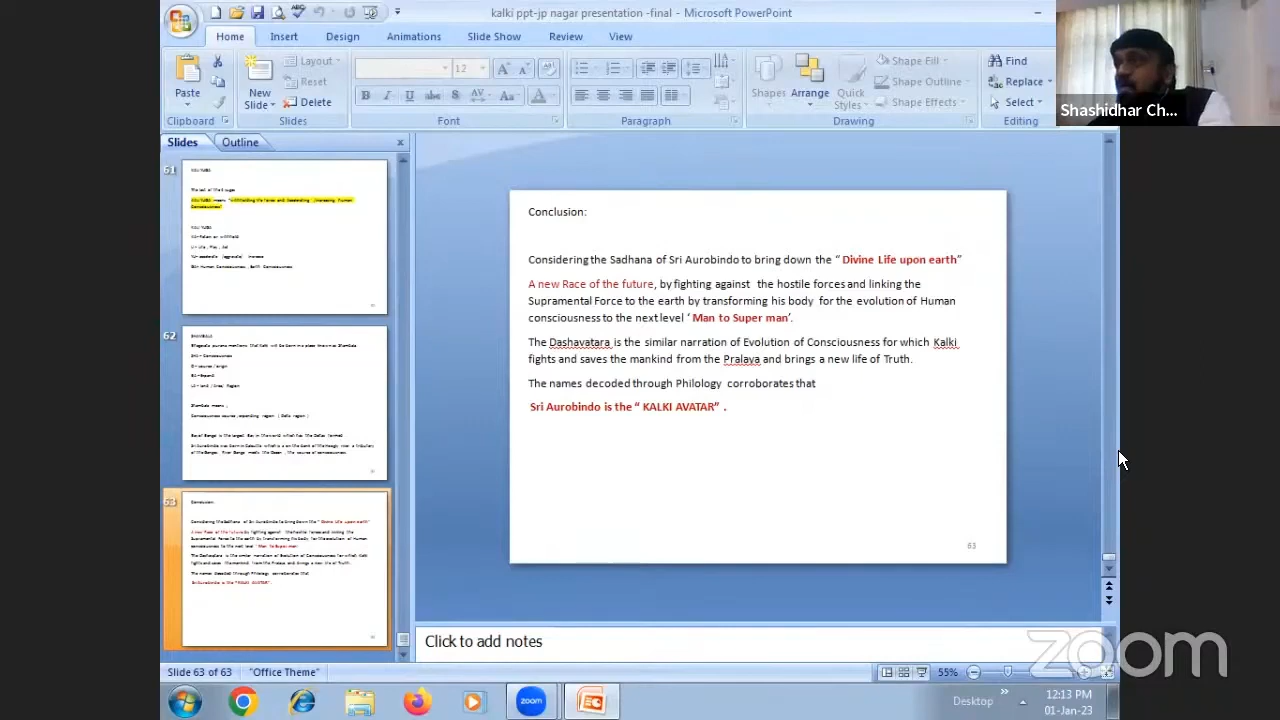 kalki ppt-jp nagar presentation -final - Microsoft PowerPoint
Home Insert Design Animations Slide Show Review View
Paste
New
Slide
Layout
Reset
Delete
12
Shapes
Arrange
Quick
Styles
Shape Fill
Shape Outline
Shape Effects
Find
Replace
Select
Clipboard Slides Font Paragraph Drawing Editing
Shashidhar Ch...
Slides Outline
61
62
63
Conclusion:
Considering the Sadhana of Sri Aurobindo to bring down the “ Divine Life upon earth”
A new Race of the future, by fighting against the hostile forces and linking the
Supramental Force to the earth by transforming his body for the evolution of Human
consciousness to the next level ‘ Man to Super man’.
The Dashavatara is the similar narration of Evolution of Consciousness for which Kalki
fights and saves the mankind from the Pralaya and brings a new life of Truth.
The names decoded through Philology corroborates that
Sri Aurobindo is the “ KALKI AVATAR” .
63
Click to add notes
zoom
Slide 63 of 63 "Office Theme" 55%
zoom
Desktop
12:13 PM
01-Jan-23